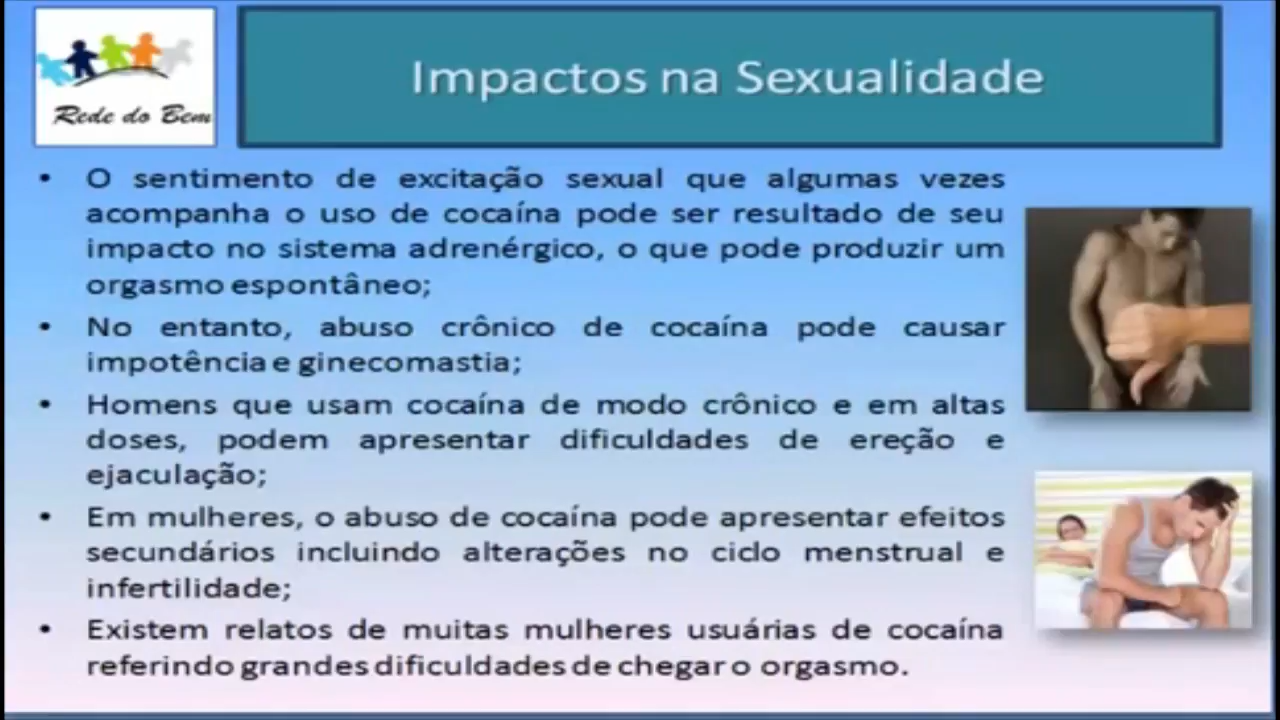 Rede do Bem
Impactos na Sexualidade
• O sentimento de excitação sexual que algumas vezes
acompanha o uso de cocaína pode ser resultado de seu
impacto no sistema adrenérgico, o que pode produzir um
orgasmo espontâneo;
• No entanto, abuso crônico de cocaína pode causar
impotência e ginecomastia;
• Homens que usam cocaína de modo crônico e em altas
doses, podem apresentar dificuldades de ereção e
ejaculação;
• Em mulheres, o abuso de cocaína pode apresentar efeitos
secundários incluindo alterações no ciclo menstrual e
infertilidade;
• Existem relatos de muitas mulheres usuárias de cocaína
referindo grandes dificuldades de chegar o orgasmo.